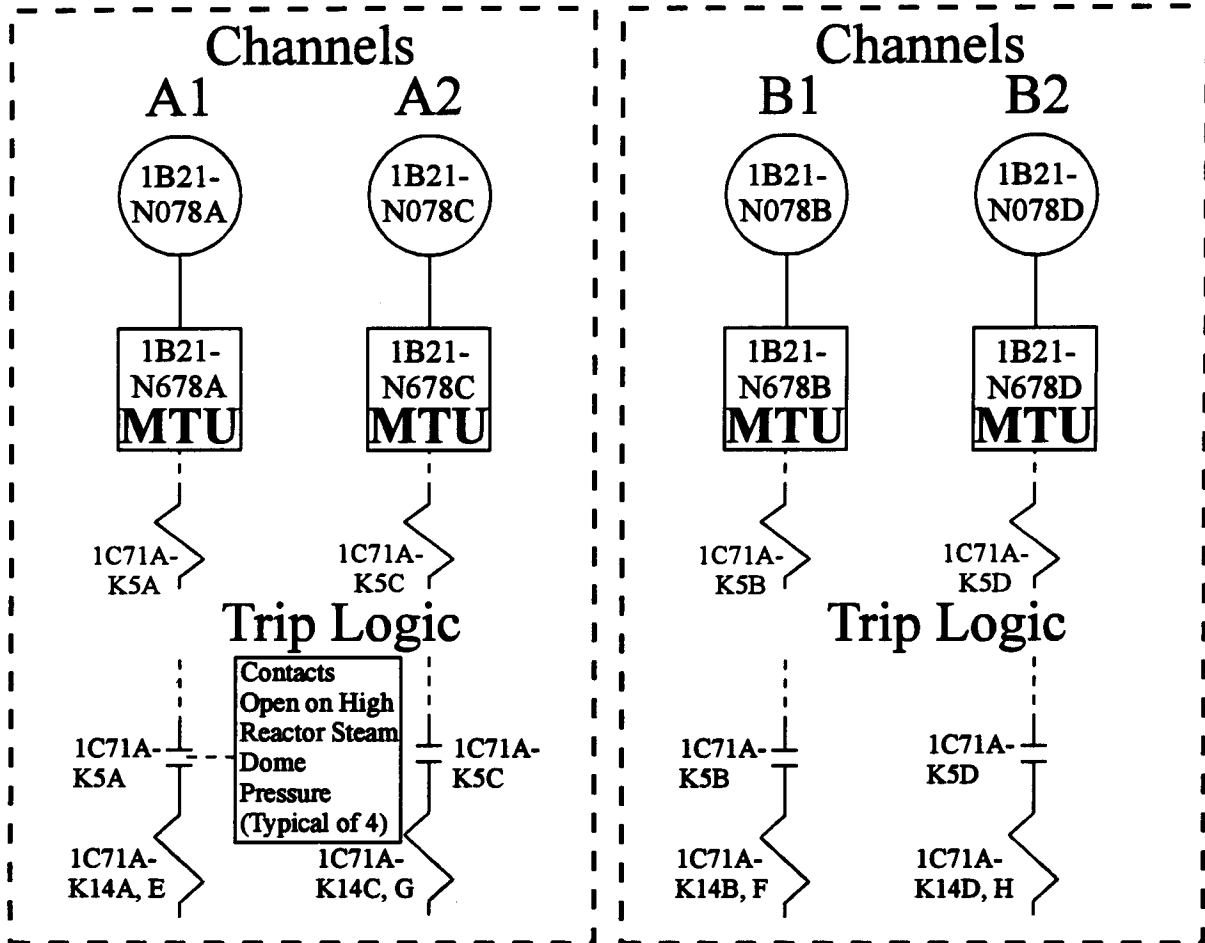 Channels
A1
A2
1B21-
N078A
1B21-
N078C
1B21-
N678A
MTU
1B21-
N678C
MTU
1C71A-
K5A
1C71A-
K5C
Trip Logic
Contacts
Open on High
Reactor Steam
Dome
Pressure
(Typical of 4)
1C71A-
K5A
1C71A-
K5C
1C71A-
K14A, E
1C71A-
K14C, G
Channels
B1
B2
1B21-
N078B
1B21-
N078D
1B21-
N678B
MTU
1B21-
N678D
MTU
1C71A-
K5B
1C71A-
K5D
Trip Logic
1C71A-
K5B
1C71A-
K5D
1C71A-
K14B, F
1C71A-
K14D, H